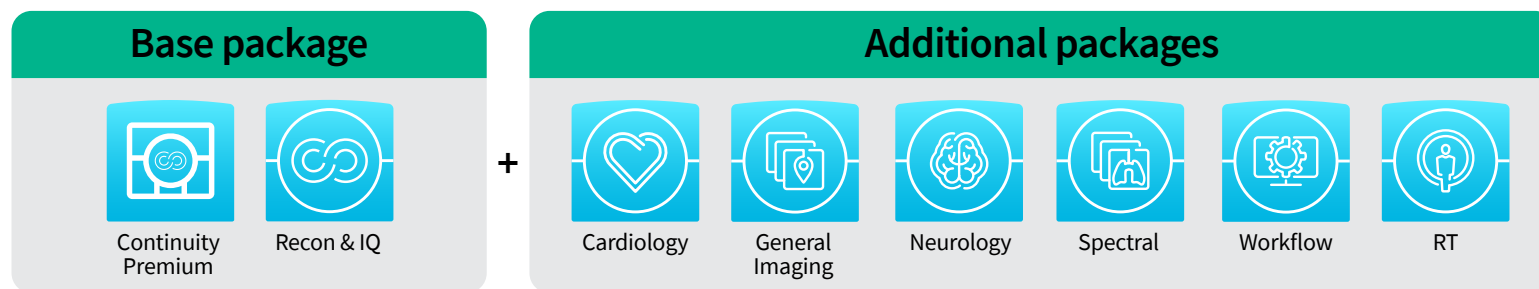 Base package
Continuity
Premium
Recon & IQ
+
Additional packages
Cardiology
General
Imaging
Neurology
Spectral
Workflow
RT